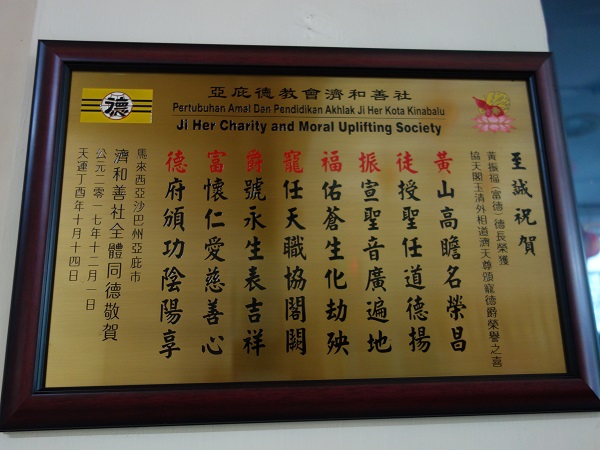 德
亞庇德教會濟和善社
Pertubuhan Amal Dan Pendidikan Akhlak Ji Her Kota Kinabalu
Ji Her Charity and Moral Uplifting Society
至誠祝賀
黃振福(富德)德長榮獲
協天閣玉清外相道濟天尊頒寵德爵榮譽之喜
黃山高瞻名榮昌
徒授聖任道德揚
振宣聖音廣遍地
福佑蒼生化劫殃
寵任天職協閣闕
爵號永生表吉祥
富懷仁愛慈善心
德府頒功陰陽享
馬來西亞沙巴州亞庇市
濟和善社全體同德敬賀
公元二零一七年十二月一日
天運丁酉年十月十四日